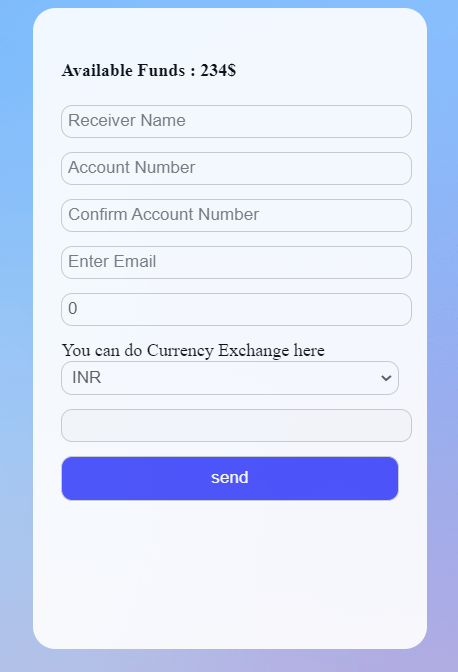 Available Funds : 234$
Receiver Name
Account Number
Confirm Account Number
Enter Email
0
You can do Currency Exchange here
INR
send